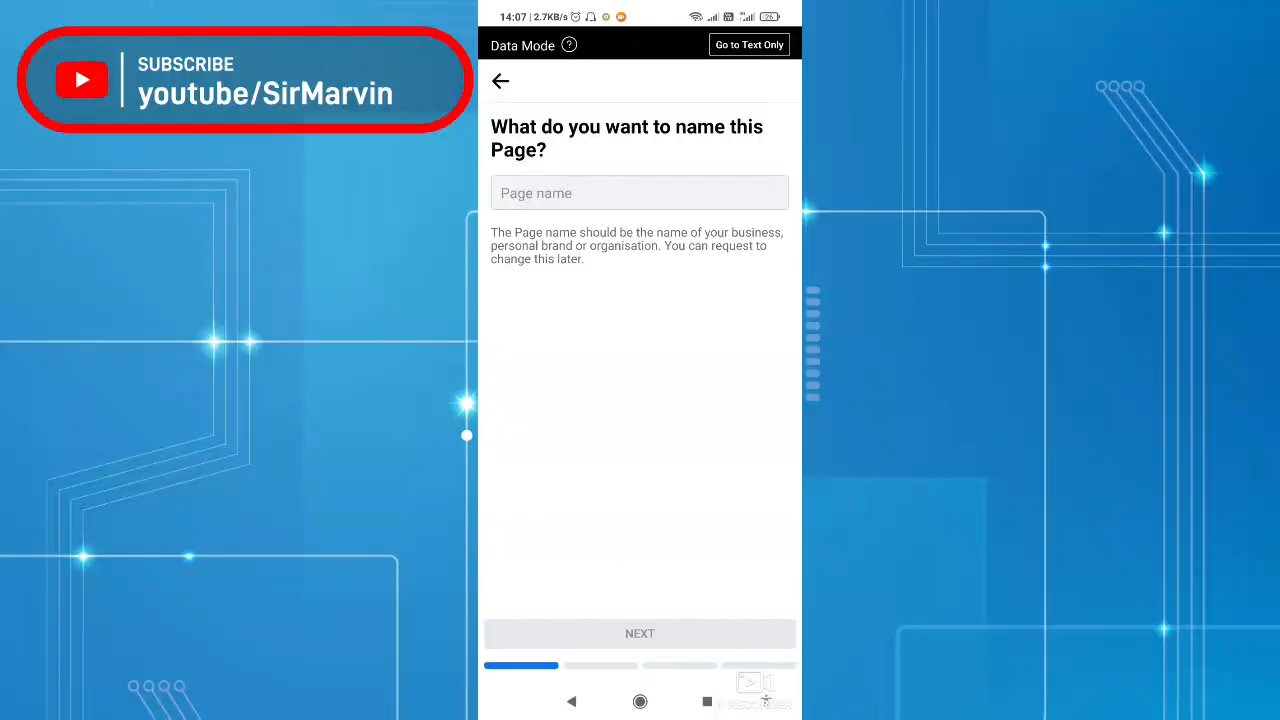 SUBSCRIBE
youtube/SirMarvin
14:07 | 2.7KB/s
26
Data Mode ?
Go to Text Only
What do you want to name this
Page?
Page name
The Page name should be the name of your business,
personal brand or organisation. You can request to
change this later.
NEXT
RECORDER